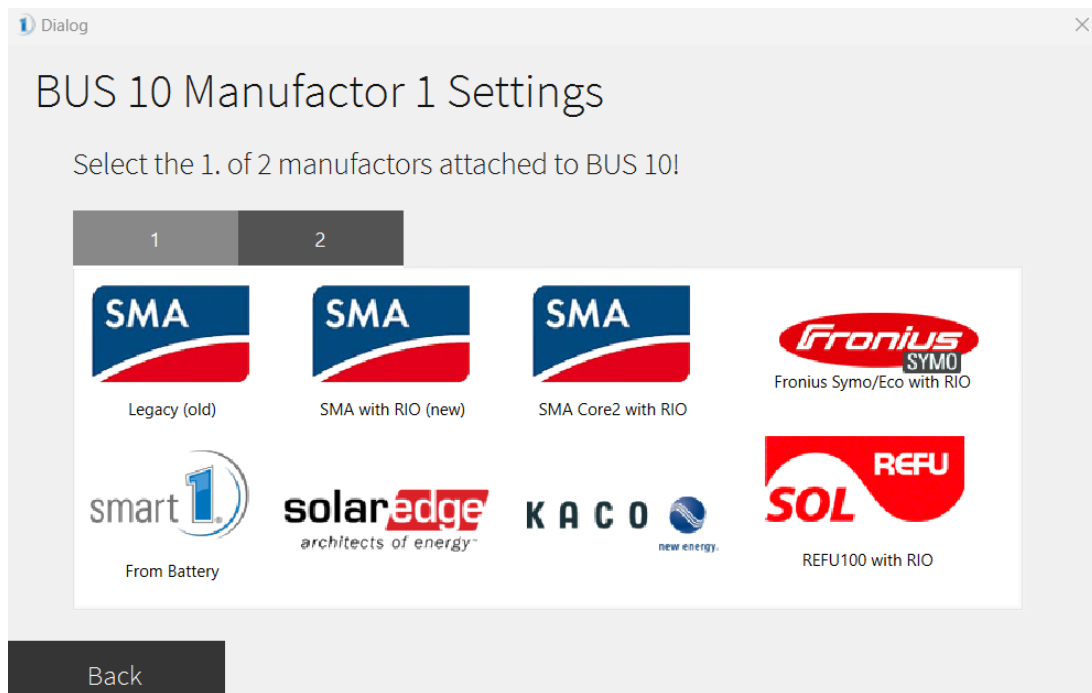 Dialog
BUS 10 Manufactor 1 Settings
Select the 1. of 2 manufactors attached to BUS 10!
1 2
SMA SMA SMA Fronius
SYMO
Legacy (old) SMA with RIO (new) SMA Core2 with RIO Fronius Symo/Eco with RIO
smart 1. solaredge KACO REFU
SOL
architects of energy new energy.
From Battery REFU100 with RIO
Back